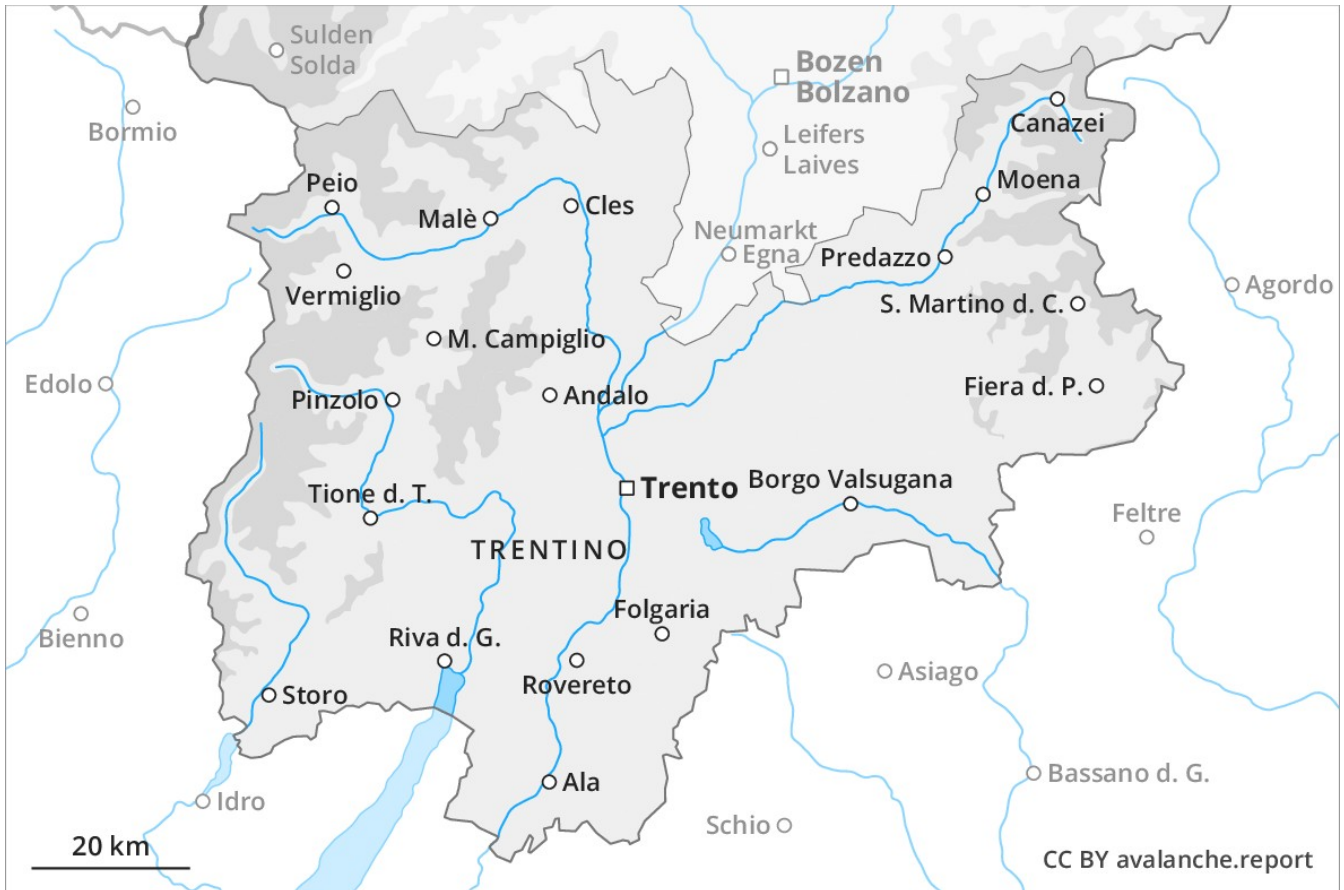 Sulden
Solda
Bozen
Bolzano
Bormio
Canazei
Leifers
Laives
Peio
Moena
Malè
Cles
Neumarkt
Egna
Predazzo
Vermiglio
Agordo
S. Martino d. C.
M. Campiglio
Edolo
Pinzolo
Andalo
Fiera d. P.
Trento
Borgo Valsugana
Tione d. T.
Feltre
TRENTINO
Folgaria
Bienno
Riva d. G.
Asiago
Rovereto
Storo
Bassano d. G.
Ala
Idro
Schio
20 km
CC BY avalanche.report